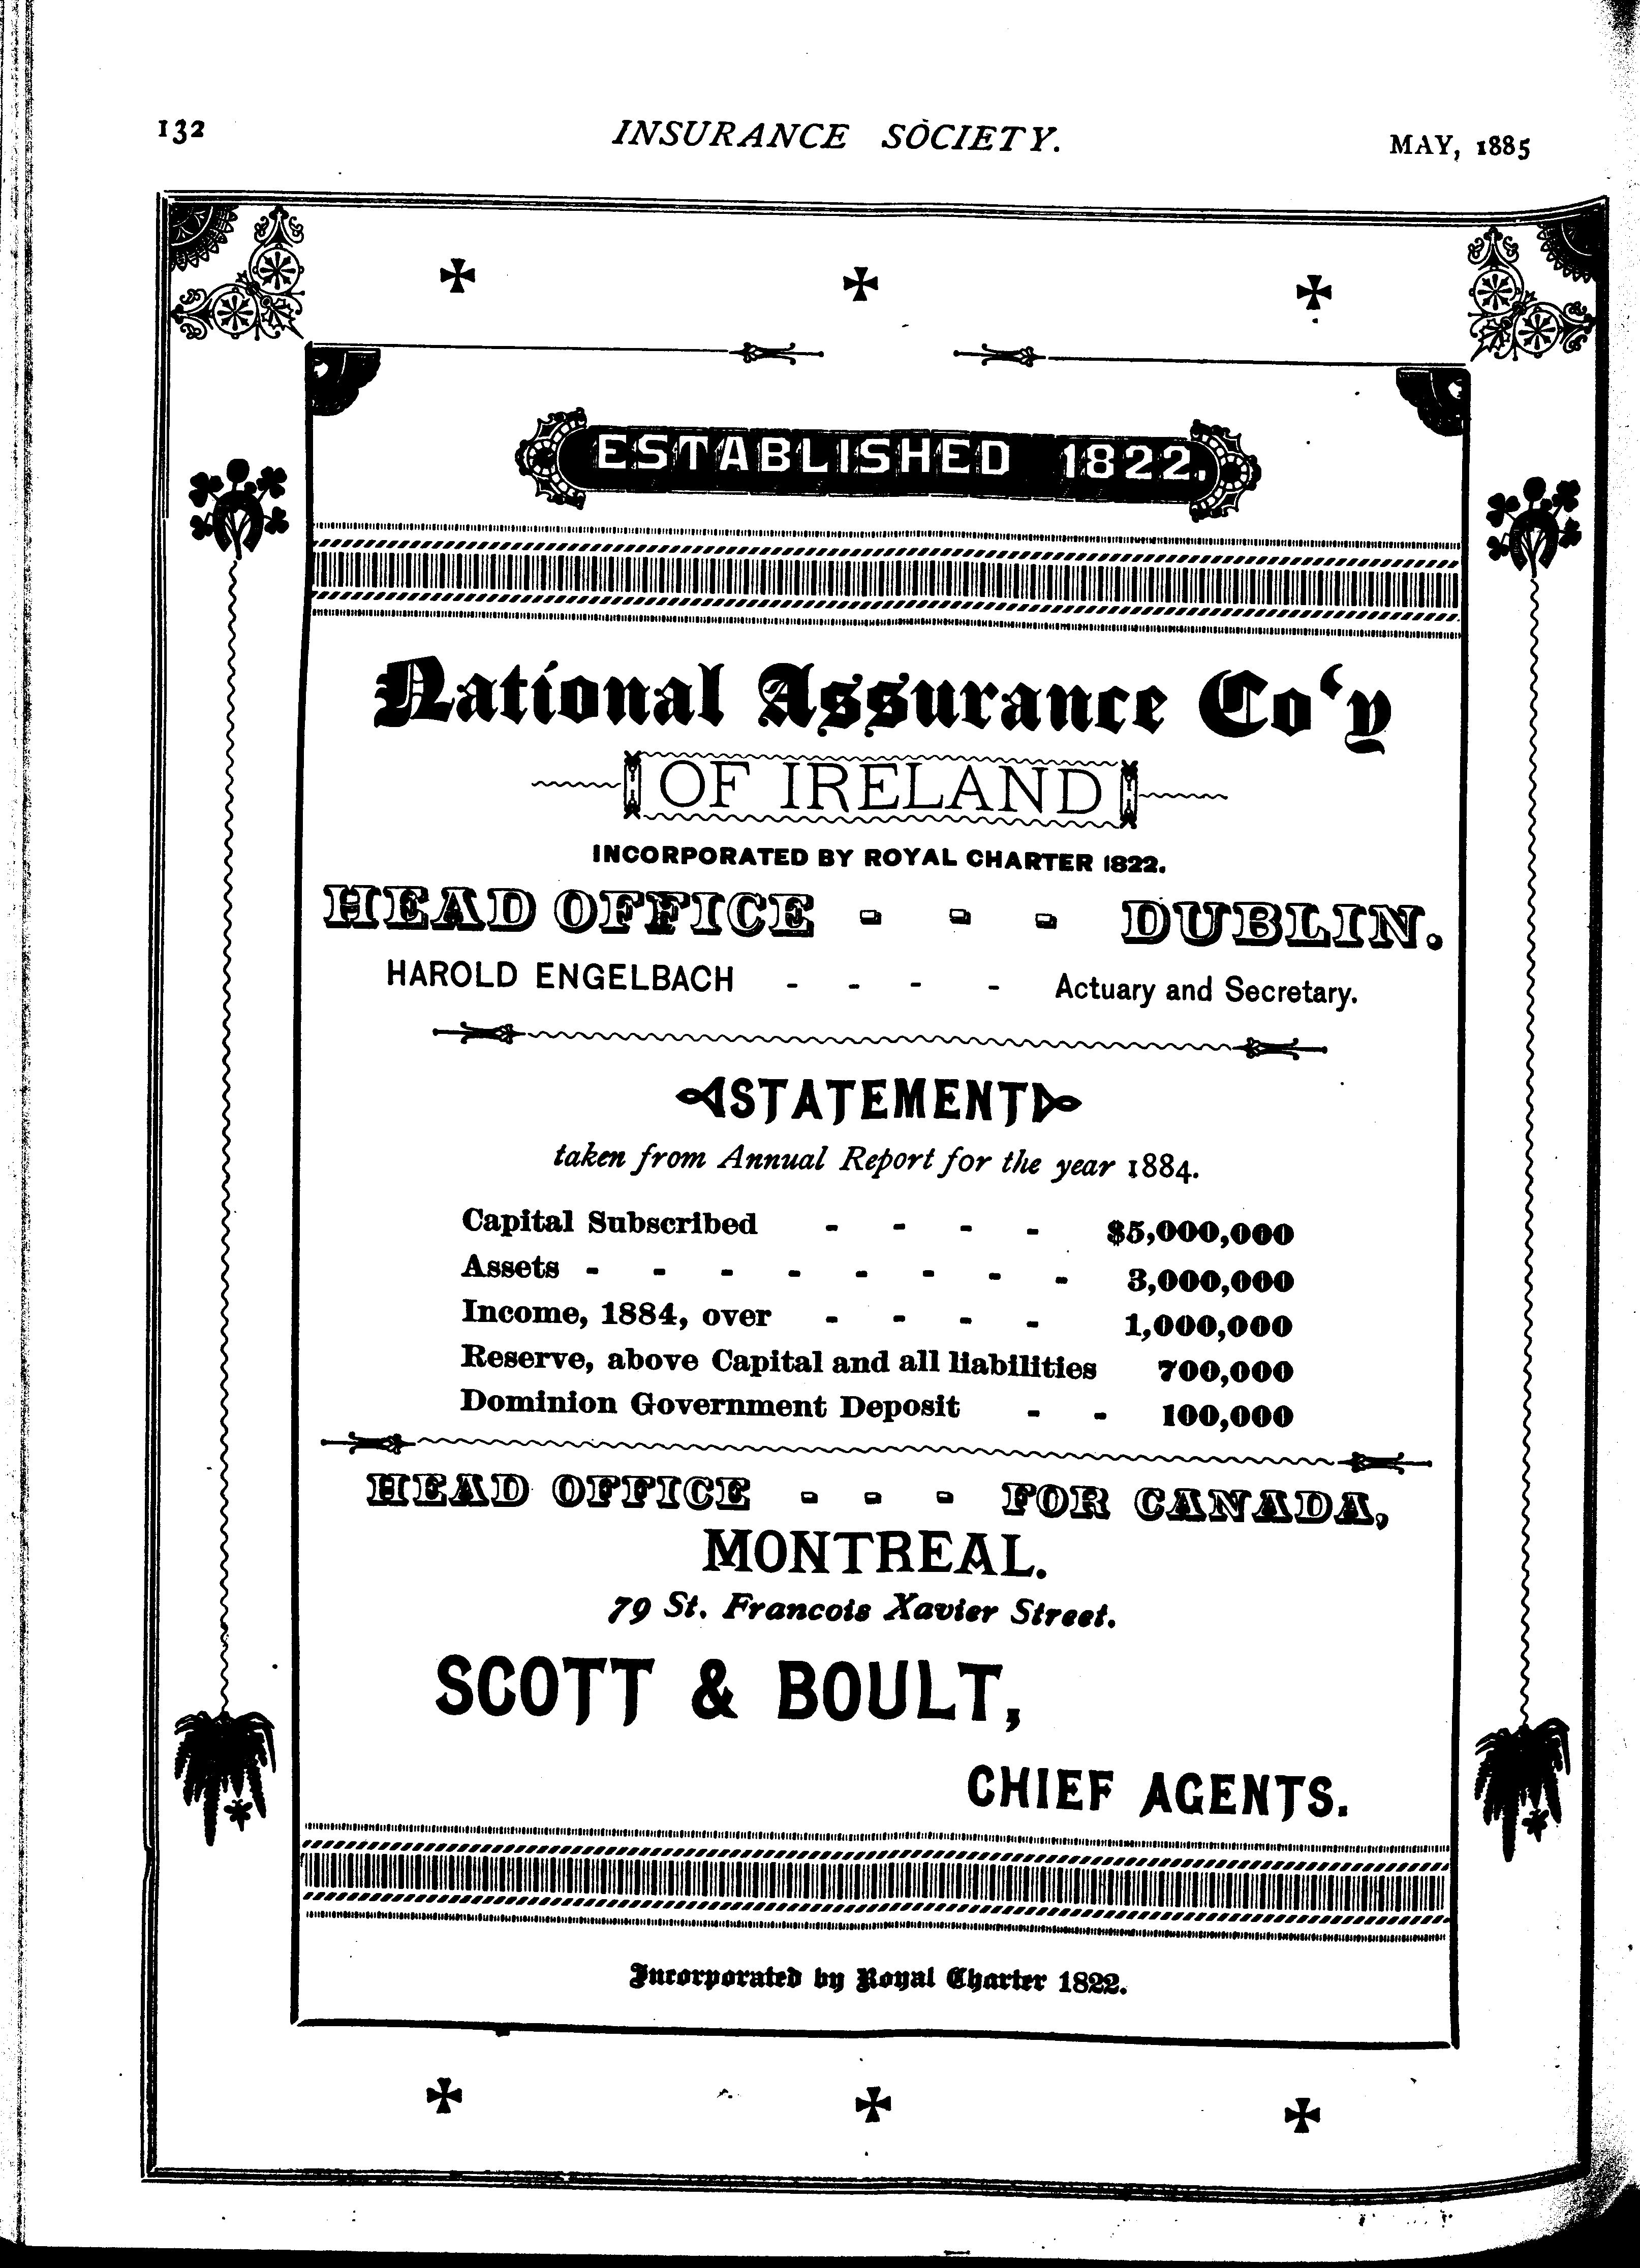 132 INSURANCE SOCIETY. MAY, 1885
ESTABLISHED 1822.
National Assurance Co‘y
OF IRELAND
INCORPORATED BY ROYAL CHARTER 1822.
HEAD OFFICE - - - DUBLIN.
HAROLD ENGELBACH - - - - Actuary and Secretary.
STATEMENT
taken from Annual Report for the year 1884.
Capital Subscribed - - - - $5,000,000
Assets - - - - - - - - 3,000,000
Income, 1884, over - - - - 1,000,000
Reserve, above Capital and all liabilities 700,000
Dominion Government Deposit - - 100,000
HEAD OFFICE - - - FOR CANADA,
MONTREAL.
79 St. Francois Xavier Street.
SCOTT & BOULT,
CHIEF AGENTS.
Incorporated by Royal Charter 1822.